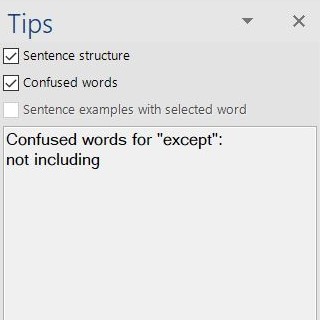 Tips
Sentence structure
Confused words
Sentence examples with selected word
Confused words for "except":
not including